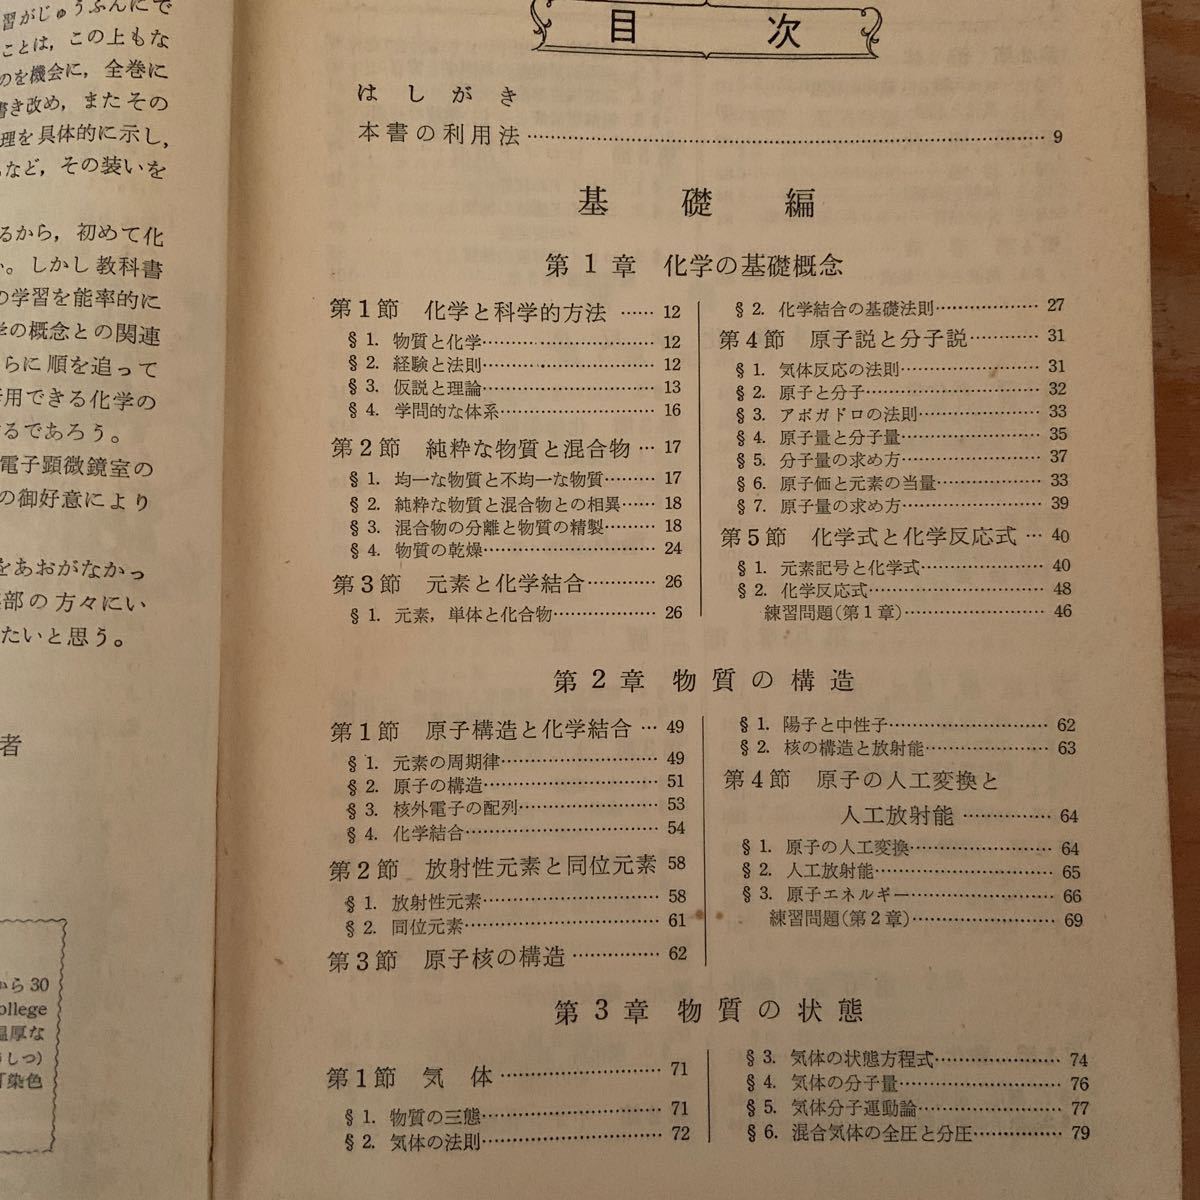 習がじゅうぶんにで
ことは，この上もな
のを機会に，全巻に
書き改め，またその
理を具体的に示し，
など，その装いを
るから，初めて化
。しかし教科書
の学習を能率的に
学の概念との関連
らに順を追って
用できる化学の
るであろう。
電子顕微鏡室の
の御好意により
をあおがなかっ
部の方々にい
たいと思う。
者
から30
ollege
温厚な
しつ）
「染色
目次
はしがき
本書の利用法……9
基礎編
第1章 化学の基礎概念
第1節 化学と科学的方法……12
§1. 物質と化学……12
§2. 経験と法則……12
§3. 仮説と理論……13
§4. 学問的な体系……16
第2節 純粋な物質と混合物…17
§1. 均一な物質と不均一な物質……17
§2. 純粋な物質と混合物との相異……18
§3. 混合物の分離と物質の精製……18
§4. 物質の乾燥……24
第3節 元素と化学結合……26
§1. 元素，単体と化合物……26
§2. 化学結合の基礎法則……27
第4節 原子説と分子説……31
§1. 気体反応の法則……31
§2. 原子と分子……32
§3. アボガドロの法則……33
§4. 原子量と分子量……35
§5. 分子量の求め方……37
§6. 原子価と元素の当量……33
§7. 原子量の求め方……39
第5節 化学式と化学反応式…40
§1. 元素記号と化学式……40
§2. 化学反応式……48
練習問題（第1章）……46
第2章 物質の構造
第1節 原子構造と化学結合…49
§1. 元素の周期律……49
§2. 原子の構造……51
§3. 核外電子の配列……53
§4. 化学結合……54
第2節 放射性元素と同位元素 58
§1. 放射性元素……58
§2. 同位元素……61
第3節 原子核の構造……62
§1. 陽子と中性子……62
§2. 核の構造と放射能……63
第4節 原子の人工変換と
人工放射能……64
§1. 原子の人工変換……64
§2. 人工放射能……65
§3. 原子エネルギー……66
練習問題（第2章）……69
第3章 物質の状態
第1節 気体……71
§1. 物質の三態……71
§2. 気体の法則……72
§3. 気体の状態方程式……74
§4. 気体の分子量……76
§5. 気体分子運動論……77
§6. 混合気体の全圧と分圧……79